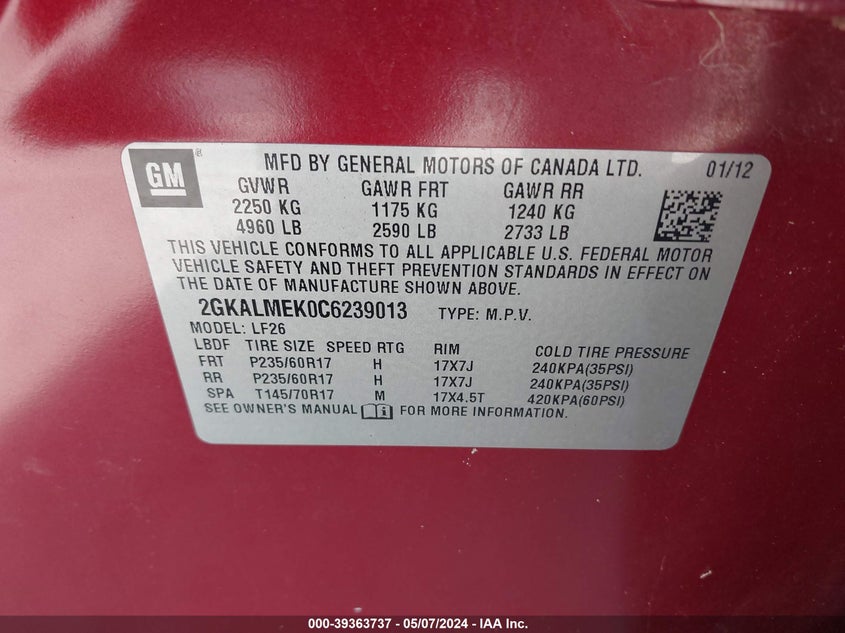 GM ® MFD BY GENERAL MOTORS OF CANADA LTD. 01/12
GVWR GAWR FRT GAWR RR
2250 KG 1175 KG 1240 KG
4960 LB 2590 LB 2733 LB
THIS VEHICLE CONFORMS TO ALL APPLICABLE U.S. FEDERAL MOTOR
VEHICLE SAFETY AND THEFT PREVENTION STANDARDS IN EFFECT ON
THE DATE OF MANUFACTURE SHOWN ABOVE.
2GKALMEK0C6239013 TYPE: M.P.V.
MODEL: LF26
LBDF TIRE SIZE SPEED RTG RIM COLD TIRE PRESSURE
FRT P235/60R17 H 17X7J 240KPA(35PSI)
RR P235/60R17 H 17X7J 240KPA(35PSI)
SPA T145/70R17 M 17X4.5T 420KPA(60PSI)
SEE OWNER'S MANUAL i FOR MORE INFORMATION.
000-39363737 - 05/07/2024 - IAA Inc.